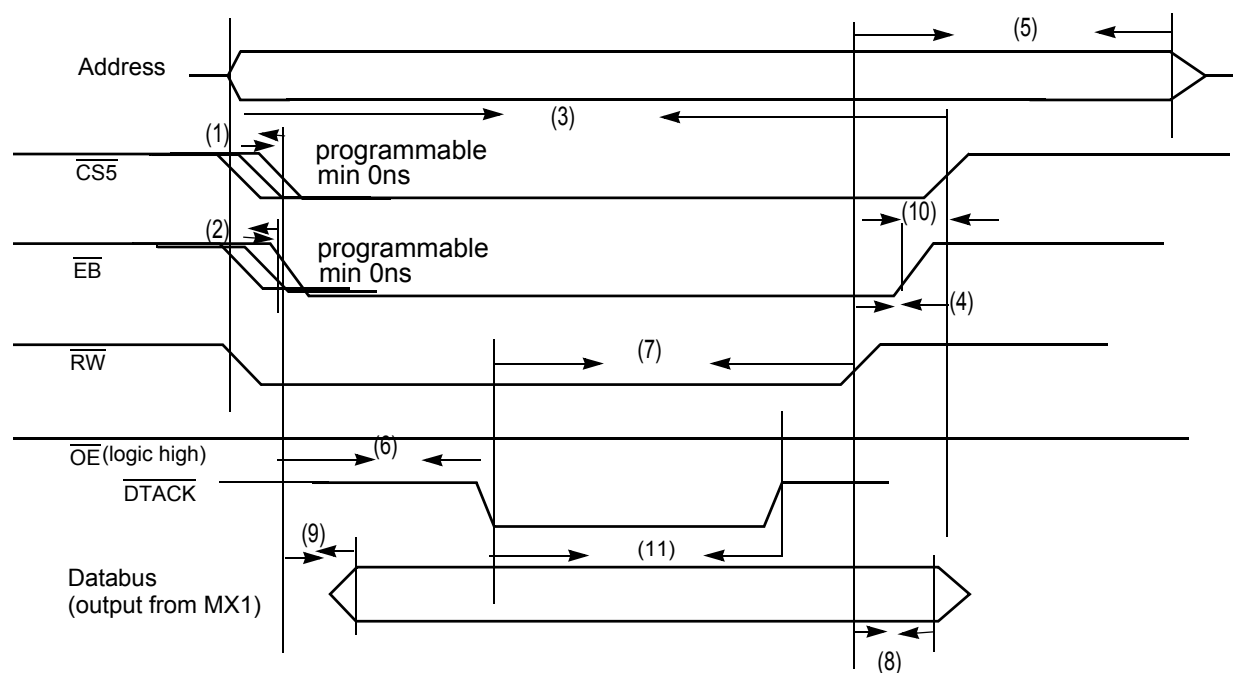 (5)
Address
(3)
(1)
programmable
min 0ns
CS5
(10)
(2)
programmable
min 0ns
EB
(4)
RW
(7)
OE (logic high)
(6)
DTACK
(9)
(11)
Databus
(output from MX1)
(8)